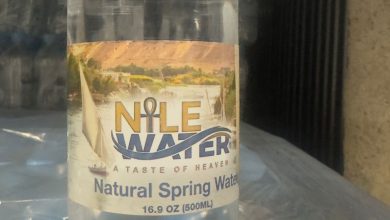 NILE
WATER
A TASTE OF HEAVEN
Natural Spring Water
16.9 OZ (500ML)